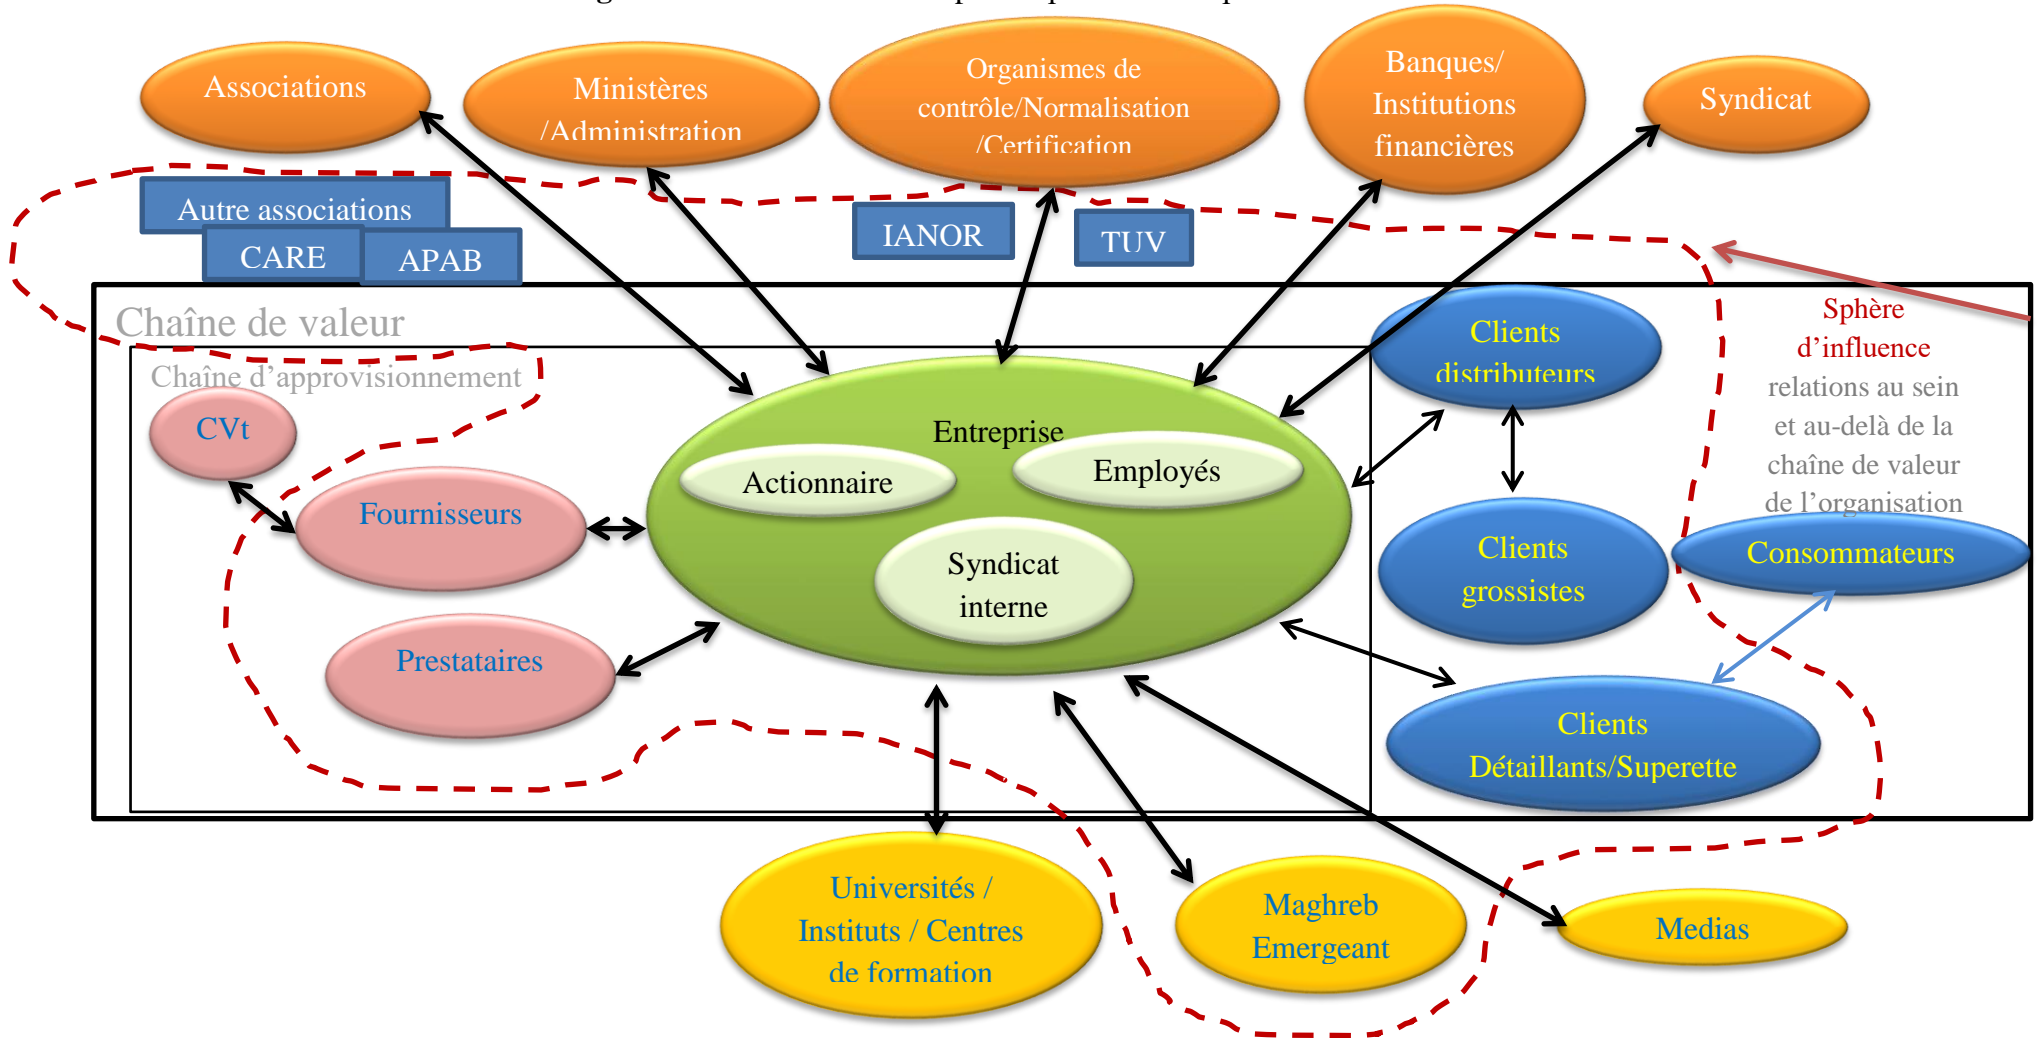 Associations
Ministères
/Administration
Organismes de
contrôle/Normalisation
/Certification
Banques/
Institutions
financières
Syndicat
Autre associations
CARE
APAB
IANOR
TUV
Chaîne de valeur
Chaîne d’approvisionnement
CVt
Fournisseurs
Prestataires
Entreprise
Actionnaire
Employés
Syndicat
interne
Clients
distributeurs
Clients
grossistes
Clients
Détaillants/Superette
Sphère
d’influence
relations au sein
et au-delà de la
chaîne de valeur
de l’organisation
Consommateurs
Universités /
Instituts / Centres
de formation
Maghreb
Emergeant
Medias